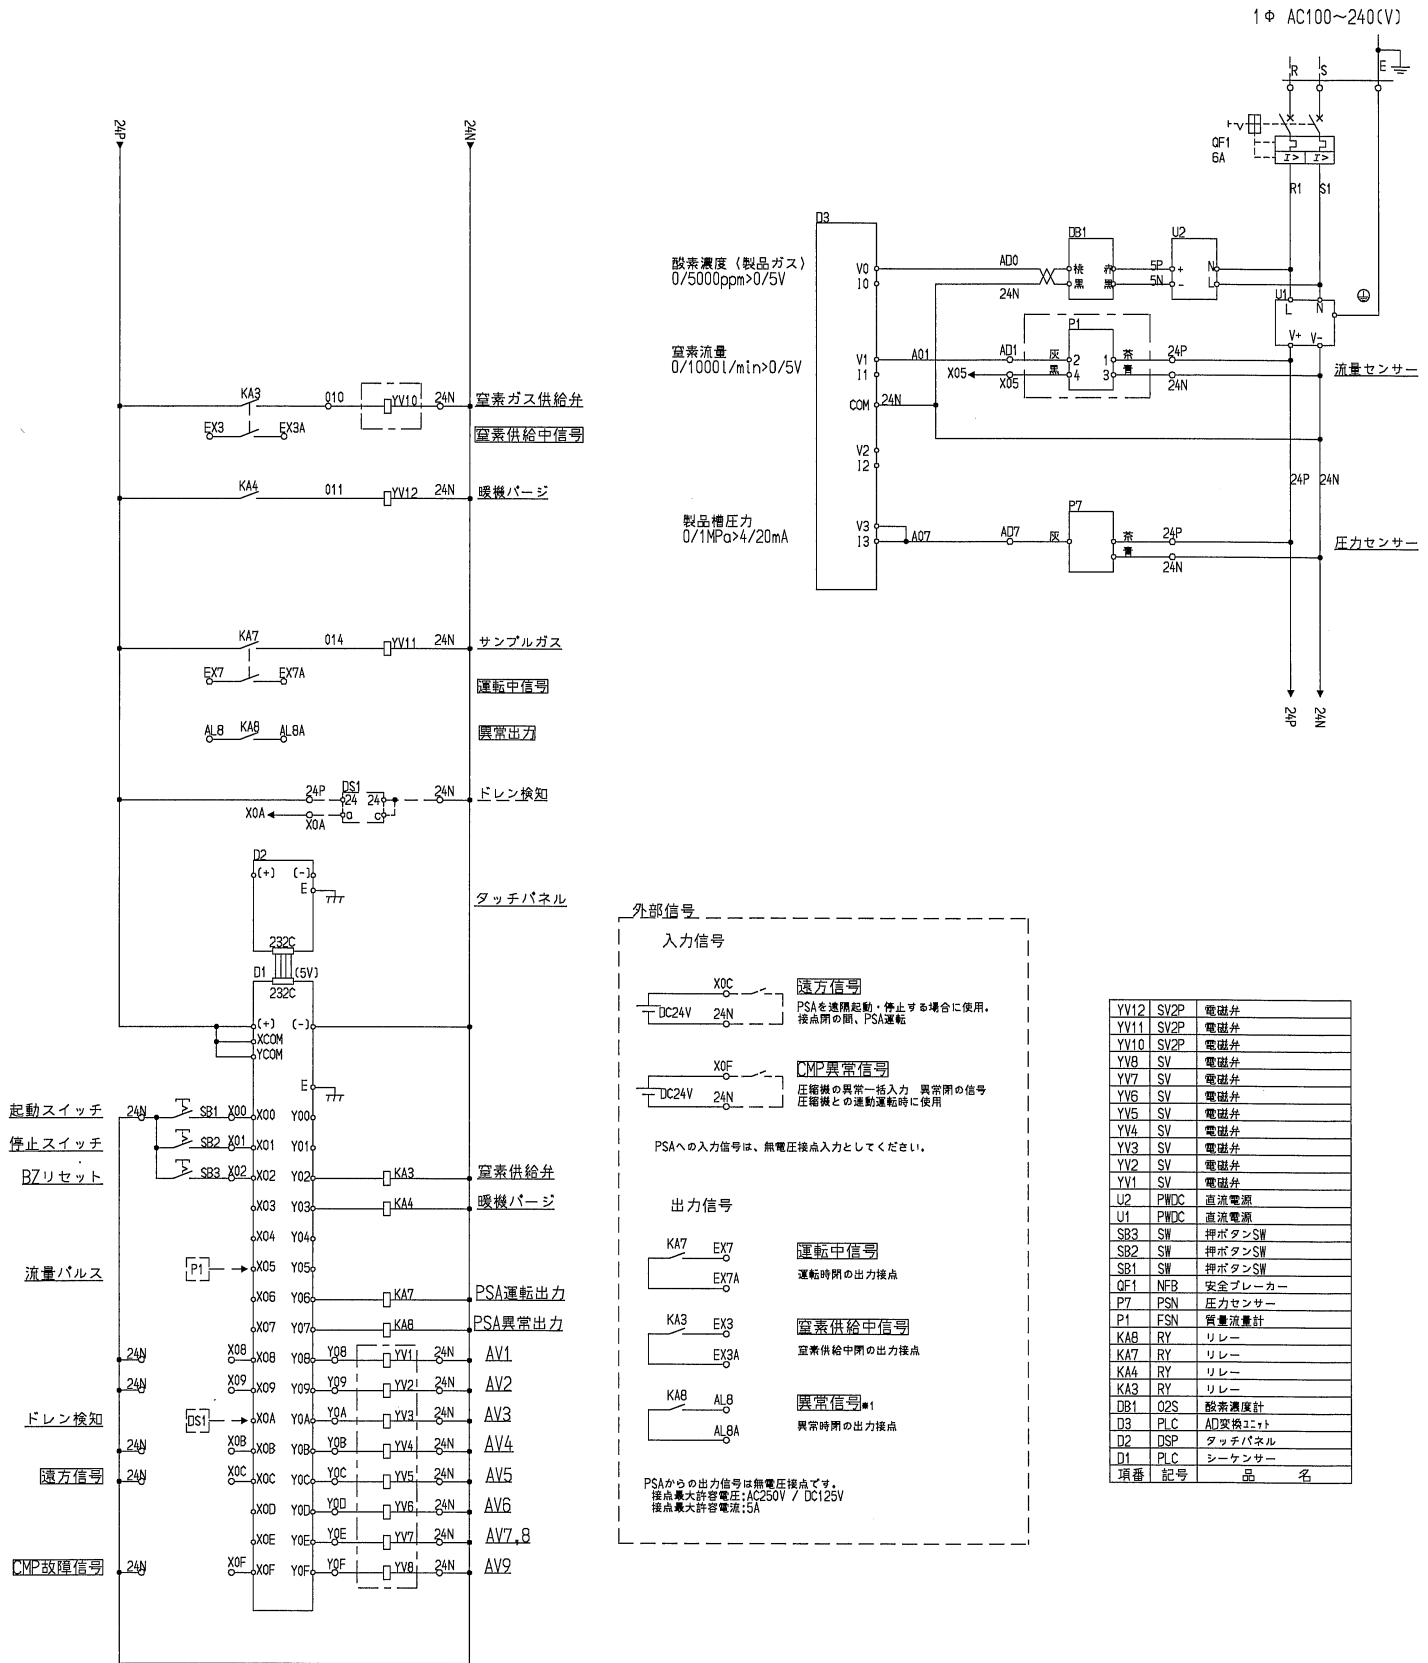 1Φ AC100～240(V)
R S E
QF1
6A
I> I>
R1 S1
24P 24N
D3
酸素濃度（製品ガス）
0/5000ppm>0/5V
V0 AD0 DB1 桃 赤 5P + U2 N
I0 24N 黒 黒 5N - L
U1 L N
V+ V-
窒素流量
0/1000l/min>0/5V
V1 A01 AD1 灰 P1 2 1 茶 24P
I1 X05 X05 黒 4 3 青 24N
流量センサー
COM 24N
V2
I2
24P 24N
製品槽圧力
0/1MPa>4/20mA
V3
I3 A07 AD7 灰 P7 茶 24P
青 24N
圧力センサー
24P 24N
KA3 010 YV10 24N 窒素ガス供給弁
EX3 EX3A 窒素供給中信号
KA4 011 YV12 24N 暖機パージ
KA7 014 YV11 24N サンプルガス
EX7 EX7A 運転中信号
AL8 KA8 AL8A 異常出力
24P DS1 24 24 24N ドレン検知
X0A X0A a c
D2
(+) (-)
E
タッチパネル
232C
D1 (5V)
232C
(+) (-)
XCOM
YCOM
E
起動スイッチ 24N SB1 X00 X00 Y00
停止スイッチ SB2 X01 X01 Y01
BZリセット SB3 X02 X02 Y02 KA3 窒素供給弁
X03 Y03 KA4 暖機パージ
X04 Y04
流量パルス P1 X05 Y05
X06 Y06 KA7 PSA運転出力
X07 Y07 KA8 PSA異常出力
24N X08 X08 Y08 Y08 YV1 24N AV1
24N X09 X09 Y09 Y09 YV2 24N AV2
ドレン検知 DS1 X0A Y0A Y0A YV3 24N AV3
24N X0B X0B Y0B Y0B YV4 24N AV4
遠方信号 24N X0C X0C Y0C Y0C YV5 24N AV5
X0D Y0D Y0D YV6 24N AV6
X0E Y0E Y0E YV7 24N AV7,8
CMP故障信号 24N X0F X0F Y0F Y0F YV8 24N AV9
外部信号
入力信号
X0C 遠方信号
DC24V 24N
PSAを遠隔起動・停止する場合に使用。
接点閉の間、PSA運転
X0F CMP異常信号
DC24V 24N
圧縮機の異常一括入力 異常閉の信号
圧縮機との連動運転時に使用
PSAへの入力信号は、無電圧接点入力としてください。
出力信号
KA7 EX7 運転中信号
EX7A 運転時閉の出力接点
KA3 EX3 窒素供給中信号
EX3A 窒素供給中閉の出力接点
KA8 AL8 異常信号*1
AL8A 異常時閉の出力接点
PSAからの出力信号は無電圧接点です。
接点最大許容電圧:AC250V / DC125V
接点最大許容電流:5A
YV12 SV2P 電磁弁
YV11 SV2P 電磁弁
YV10 SV2P 電磁弁
YV8 SV 電磁弁
YV7 SV 電磁弁
YV6 SV 電磁弁
YV5 SV 電磁弁
YV4 SV 電磁弁
YV3 SV 電磁弁
YV2 SV 電磁弁
YV1 SV 電磁弁
U2 PWDC 直流電源
U1 PWDC 直流電源
SB3 SW 押ボタンSW
SB2 SW 押ボタンSW
SB1 SW 押ボタンSW
QF1 NFB 安全ブレーカー
P7 PSN 圧力センサー
P1 FSN 質量流量計
KA8 RY リレー
KA7 RY リレー
KA4 RY リレー
KA3 RY リレー
DB1 O2S 酸素濃度計
D3 PLC AD変換ユニット
D2 DSP タッチパネル
D1 PLC シーケンサー
項番 記号 品 名